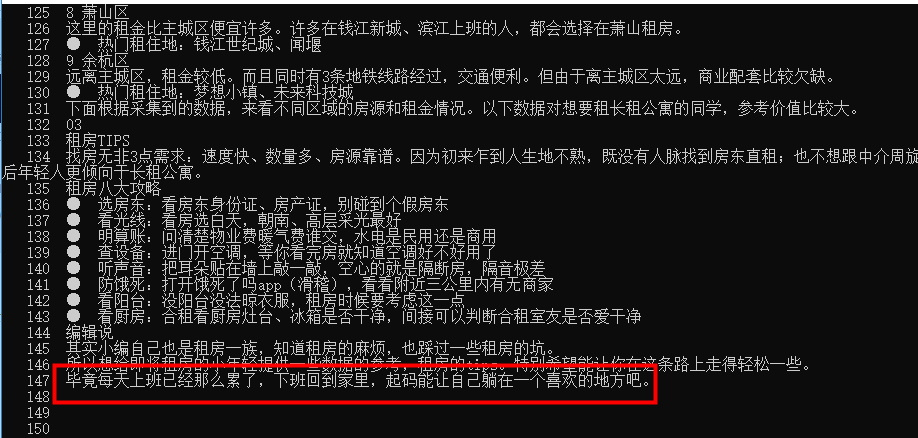 125 8 萧山区
126 这里的租金比主城区便宜许多。许多在钱江新城、滨江上班的人，都会选择在萧山租房。
127 ● 热门租住地：钱江世纪城、闻堰
128 9 余杭区
129 远离主城区，租金较低。而且同时有3条地铁线路经过，交通便利。但由于离主城区太远，商业配套比较欠缺。
130 ● 热门租住地：梦想小镇、未来科技城
131 下面根据采集到的数据，来看不同区域的房源和租金情况。以下数据对想要租长租公寓的同学，参考价值比较大。
132 03
133 租房TIPS
134 找房无非3点需求：速度快、数量多、房源靠谱。因为初来乍到人生地不熟，既没有人脉找到房东直租；也不想跟中介周旋
后年轻人更倾向于长租公寓。
135 租房八大攻略
136 ● 选房东：看房东身份证、房产证，别碰到个假房东
137 ● 看光线：看房选白天，朝南、高层采光最好
138 ● 明算账：问清楚物业费暖气费谁交，水电是民用还是商用
139 ● 查设备：进门开空调，等你看完房就知道空调好不好用了
140 ● 听声音：把耳朵贴在墙上敲一敲，空心的就是隔断房，隔音极差
141 ● 防饿死：打开饿死了吗app（滑稽），看看附近三公里内有无商家
142 ● 看阳台：没阳台没法晾衣服，租房时候要考虑这一点
143 ● 看厨房：合租看厨房灶台、冰箱是否干净，间接可以判断合租室友是否爱干净
144 编辑说
145 其实小编自己也是租房一族，知道租房的麻烦，也踩过一些租房的坑。
146 所以想给即将租房的少年轻提供一些数据的参考，租房的tips。特别希望能让你在这条路上走得轻松一些。
147 毕竟每天上班已经那么累了，下班回到家里，起码能让自己躺在一个喜欢的地方吧。
148
149
150